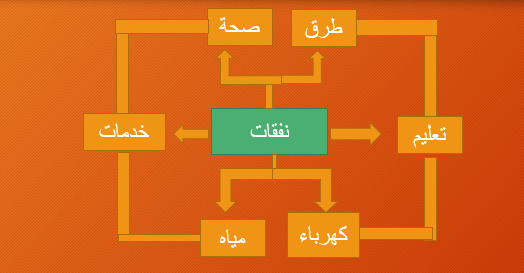 طرق
صحة
تعليم
نفقات
خدمات
كهرباء
مياه